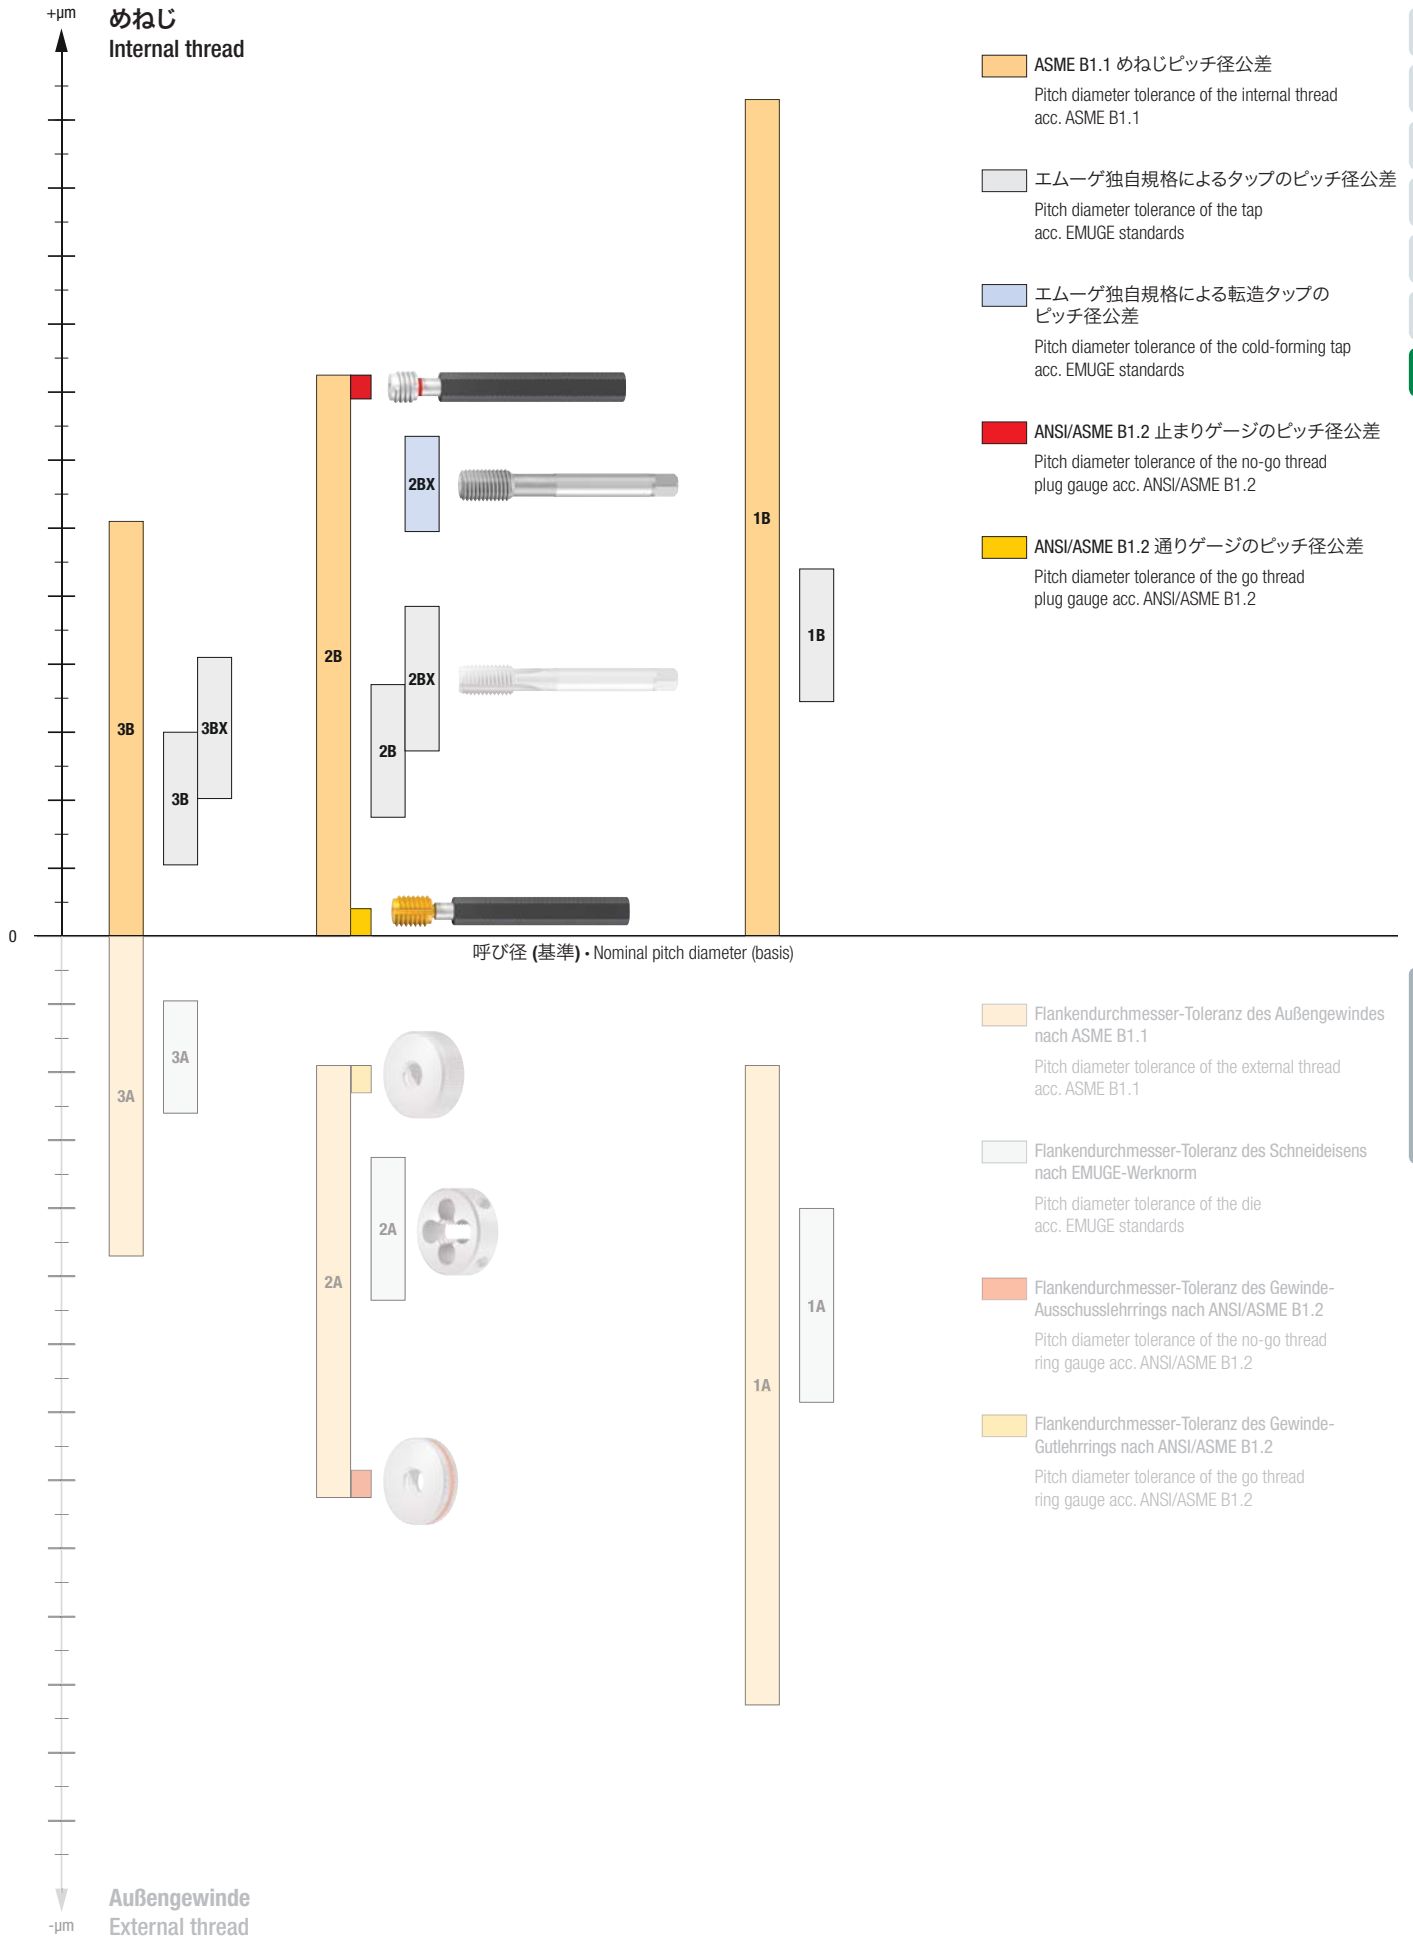 +µm
めねじ
Internal thread
ASME B1.1 めねじピッチ径公差
Pitch diameter tolerance of the internal thread
acc. ASME B1.1
エムーゲ独自規格によるタップのピッチ径公差
Pitch diameter tolerance of the tap
acc. EMUGE standards
エムーゲ独自規格による転造タップの
ピッチ径公差
Pitch diameter tolerance of the cold-forming tap
acc. EMUGE standards
ANSI/ASME B1.2 止まりゲージのピッチ径公差
Pitch diameter tolerance of the no-go thread
plug gauge acc. ANSI/ASME B1.2
ANSI/ASME B1.2 通りゲージのピッチ径公差
Pitch diameter tolerance of the go thread
plug gauge acc. ANSI/ASME B1.2
3B
3B
3BX
2B
2B
2BX
2BX
1B
1B
0
呼び径 (基準) • Nominal pitch diameter (basis)
3A
3A
2A
2A
1A
1A
Flankendurchmesser-Toleranz des Außengewindes
nach ASME B1.1
Pitch diameter tolerance of the external thread
acc. ASME B1.1
Flankendurchmesser-Toleranz des Schneideisens
nach EMUGE-Werknorm
Pitch diameter tolerance of the die
acc. EMUGE standards
Flankendurchmesser-Toleranz des Gewinde-
Ausschusslehrrings nach ANSI/ASME B1.2
Pitch diameter tolerance of the no-go thread
ring gauge acc. ANSI/ASME B1.2
Flankendurchmesser-Toleranz des Gewinde-
Gutlehrrings nach ANSI/ASME B1.2
Pitch diameter tolerance of the go thread
ring gauge acc. ANSI/ASME B1.2
-µm
Außengewinde
External thread